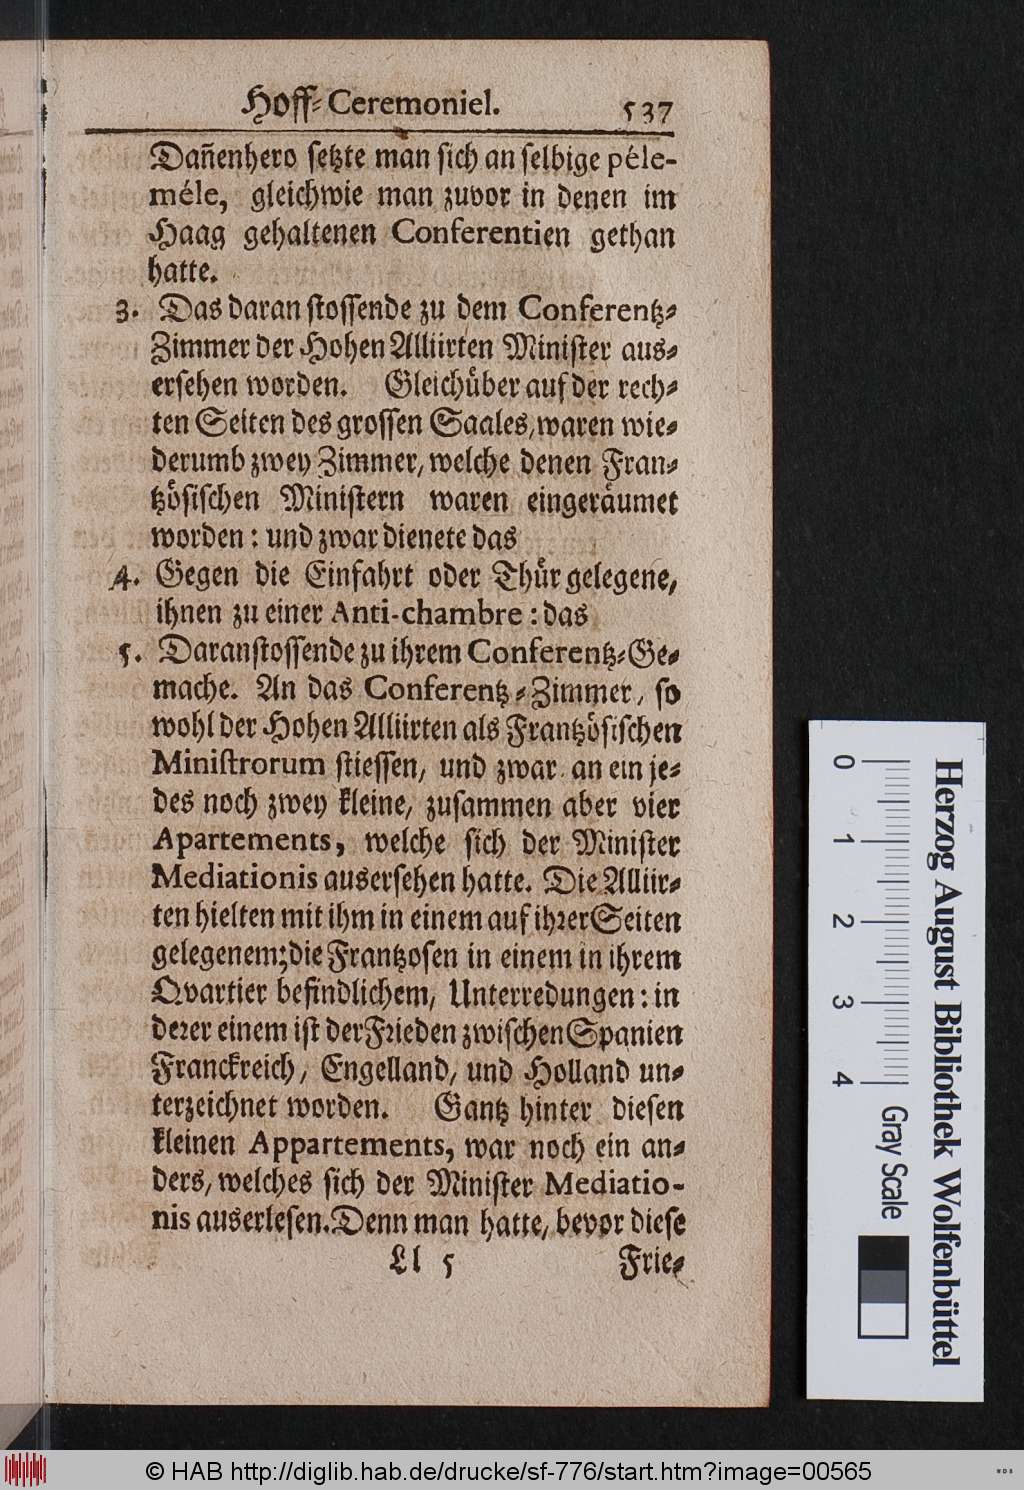 Hoff-Ceremoniel. 537
Dañenhero setzte man sich an selbige péle-
méle, gleichwie man zuvor in denen im
Haag gehaltenen Conferentien gethan
hatte.
3. Das daran stossende zu dem Conferentz-
Zimmer der Hohen Alliirten Minister aus-
ersehen worden. Gleichüber auf der rech-
ten Seiten des grossen Saales, waren wie-
derumb zwey Zimmer, welche denen Fran-
tzösischen Ministern waren eingeräumet
worden: und zwar dienete das
4. Gegen die Einfahrt oder Thür gelegene,
ihnen zu einer Anti-chambre: das
5. Daranstossende zu ihrem Conferentz-Ge-
mache. An das Conferentz-Zimmer, so
wohl der Hohen Alliirten als Frantzösischen
Ministrorum stiessen, und zwar an ein je-
des noch zwey kleine, zusammen aber vier
Apartements, welche sich der Minister
Mediationis ausersehen hatte. Die Alliir-
ten hielten mit ihm in einem auf ihrer Seiten
gelegenem; die Frantzosen in einem in ihrem
Qvartier befindlichem, Unterredungen: in
derer einem ist der Frieden zwischen Spanien
Franckreich, Engelland, und Holland un-
terzeichnet worden. Gantz hinter diesen
kleinen Appartements, war noch ein an-
ders, welches sich der Minister Mediatio-
nis auserlesen. Denn man hatte, bevor diese
Ll 5 Frie-
Herzog August Bibliothek Wolfenbüttel
0 1 2 3 4 Gray Scale
© HAB http://diglib.hab.de/drucke/sf-776/start.htm?image=00565